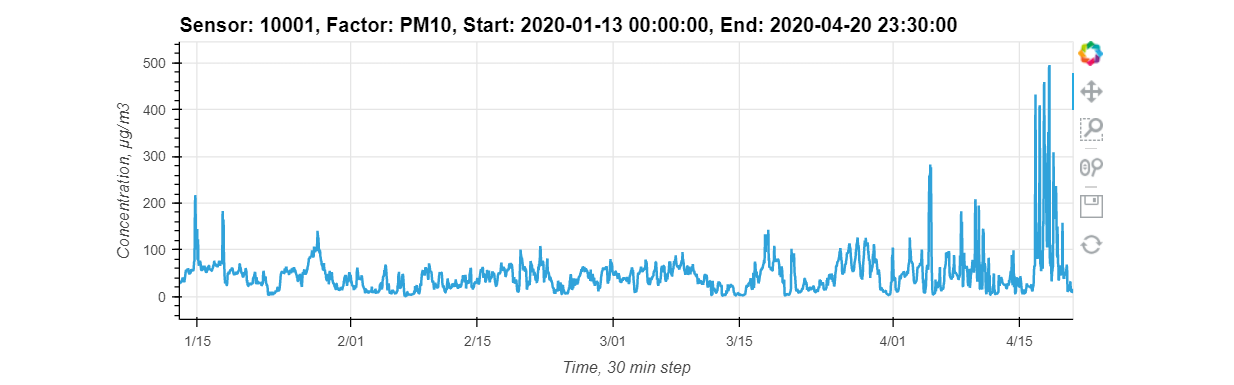 Sensor: 10001, Factor: PM10, Start: 2020-01-13 00:00:00, End: 2020-04-20 23:30:00
500
400
300
200
100
0
Concentration, µg/m3
1/15 2/01 2/15 3/01 3/15 4/01 4/15
Time, 30 min step